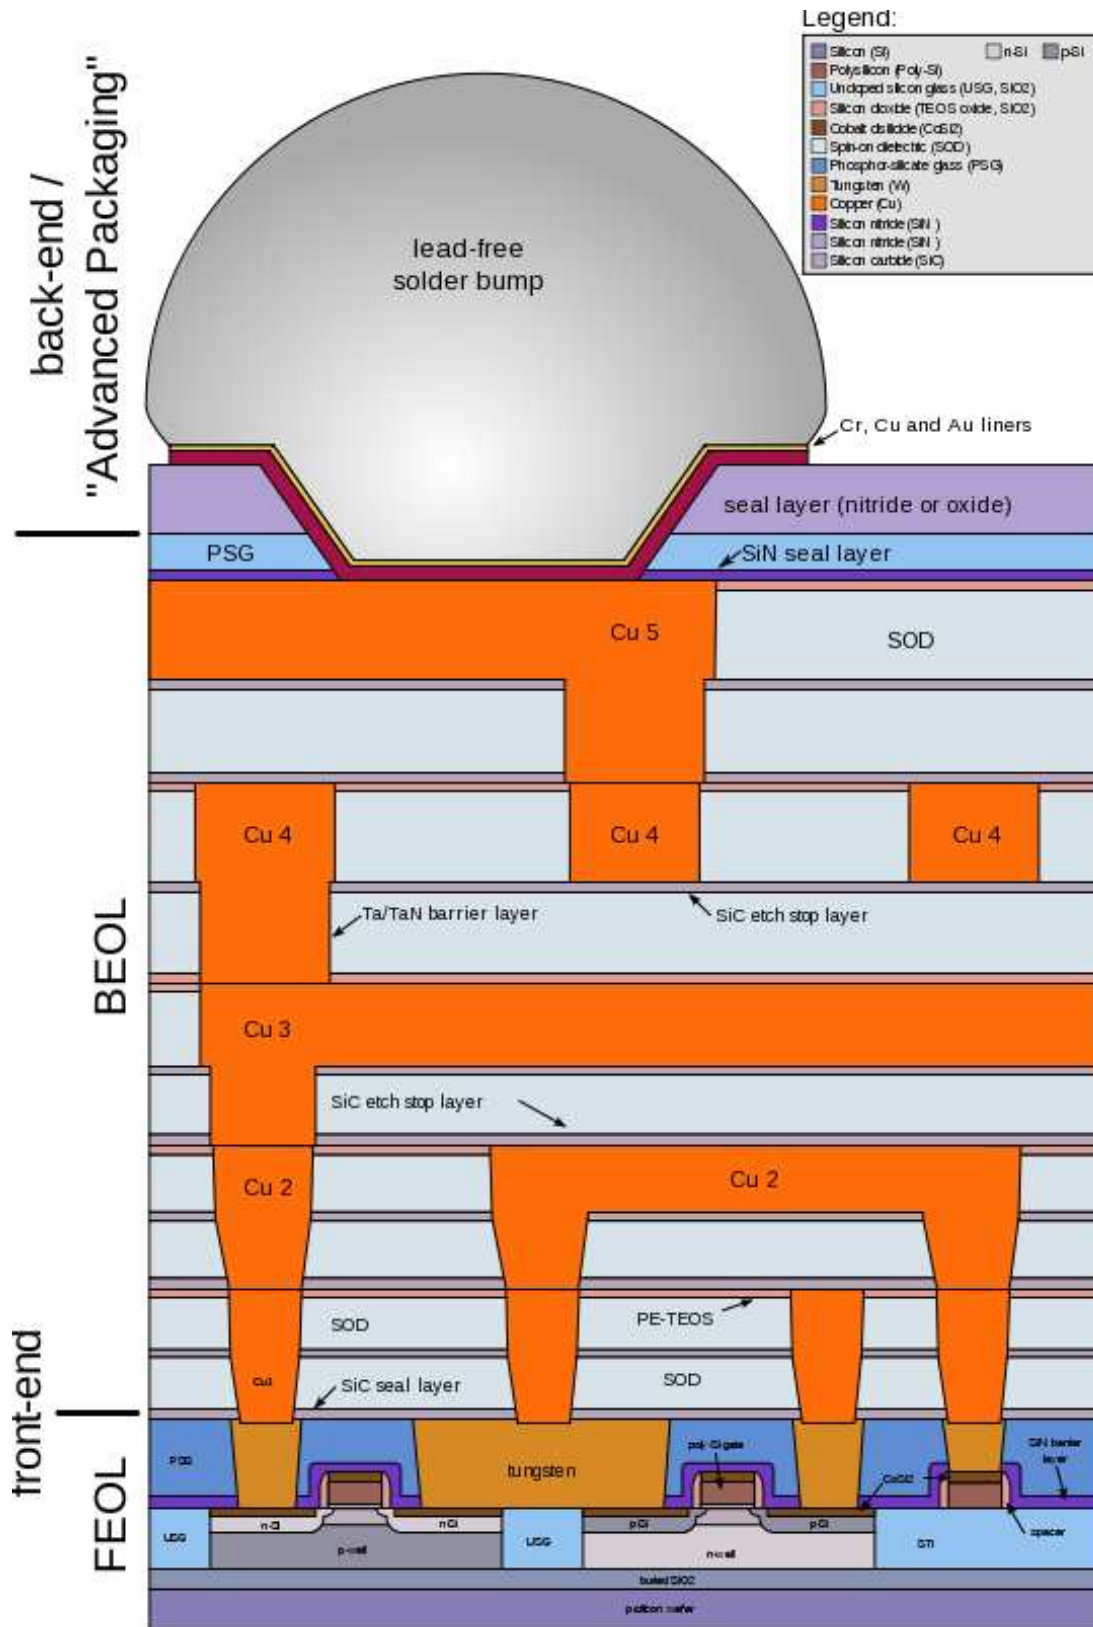 Legend:
Silicon (Si)
n-Si
p-Si
Polysilicon (Poly-Si)
Undoped silicon glass (USG, SiO2)
Silicon dioxide (TEOS oxide, SiO2)
Cobalt disilicide (CoSi2)
Spin-on dielectric (SOD)
Phosphor-silicate glass (PSG)
Tungsten (W)
Copper (Cu)
Silicon nitride (SiN )
Silicon nitride (SiN )
Silicon carbide (SiC)
back-end /
"Advanced Packaging"
lead-free
solder bump
Cr, Cu and Au liners
seal layer (nitride or oxide)
PSG
SiN seal layer
Cu 5
SOD
Cu 4
Cu 4
Cu 4
Ta/TaN barrier layer
SiC etch stop layer
BEOL
Cu 3
SiC etch stop layer
Cu 2
Cu 2
SOD
PE-TEOS
Cu1
SiC seal layer
SOD
front-end
FEOL
PSG
tungsten
poly-Si gate
CoSi2
SiN barrier
layer
USG
n-Si
n-Si
p-well
USG
p-Si
p-Si
n-well
STI
spacer
buried SiO2